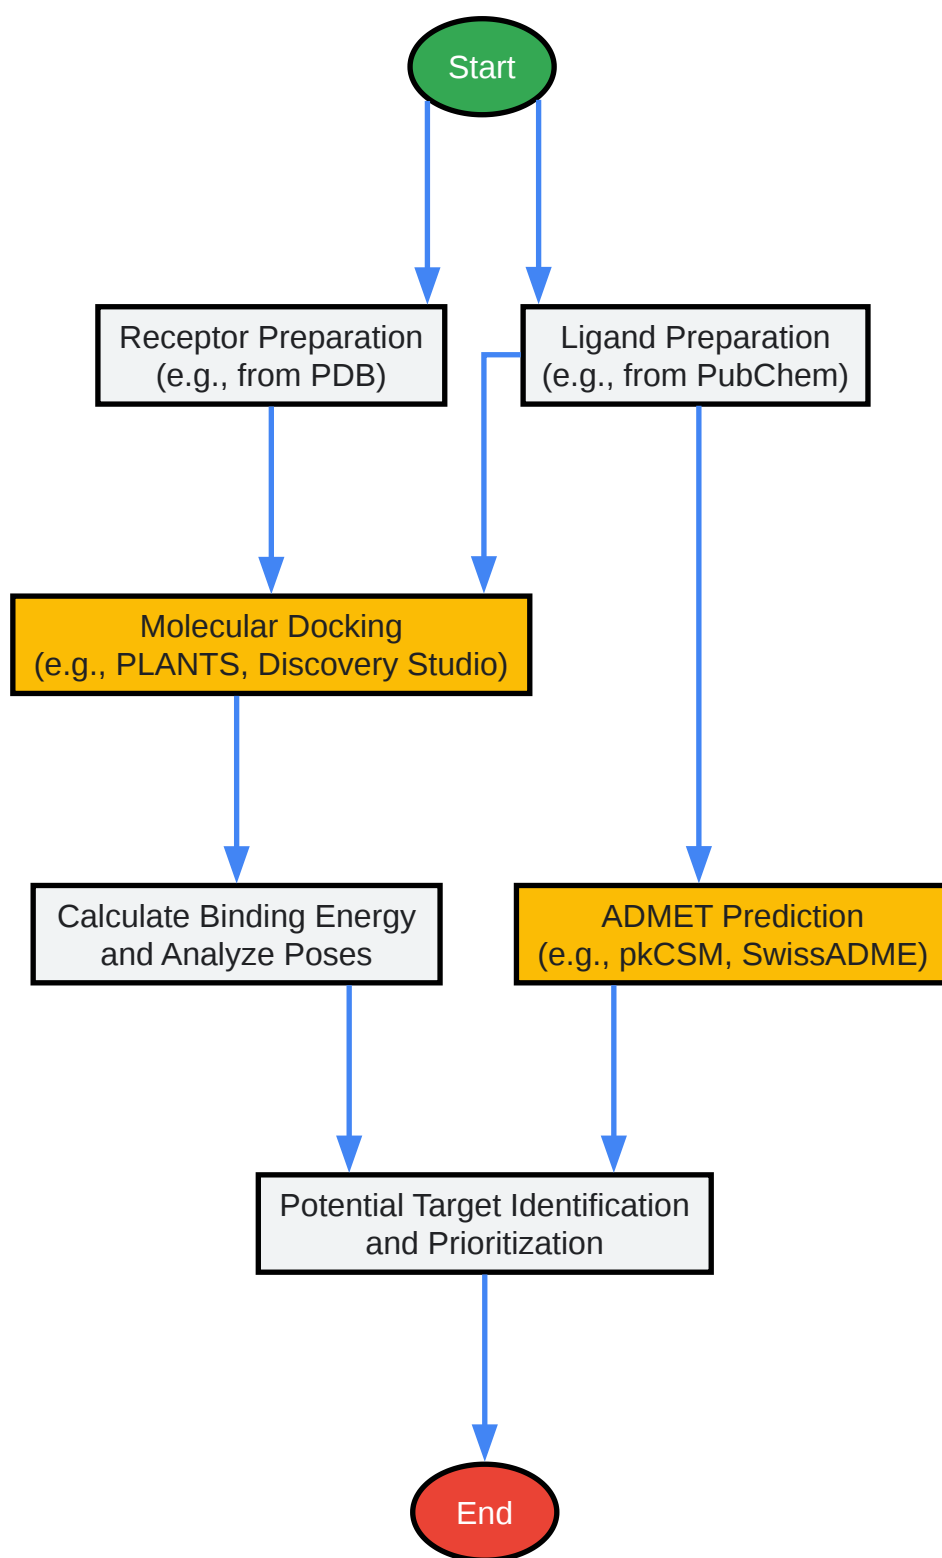 Start
Receptor Preparation
(e.g., from PDB)
Ligand Preparation
(e.g., from PubChem)
Molecular Docking
(e.g., PLANTS, Discovery Studio)
Calculate Binding Energy
and Analyze Poses
ADMET Prediction
(e.g., pkCSM, SwissADME)
Potential Target Identification
and Prioritization
End